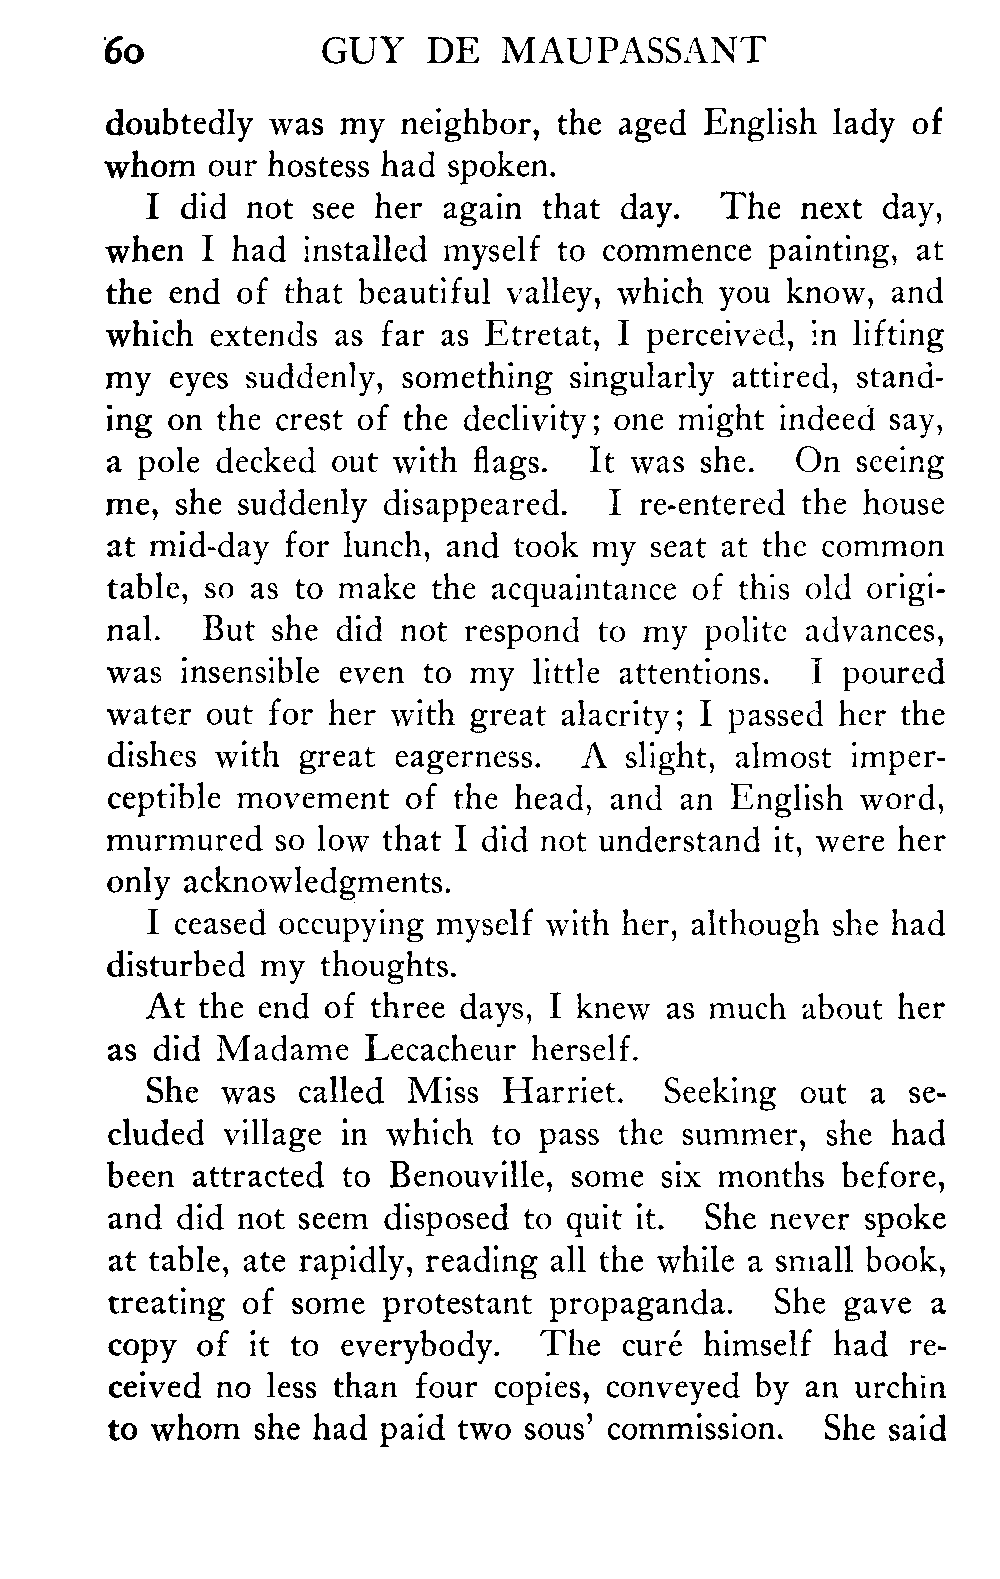 60 GUY DE MAUPASSANT
doubtedly was my neighbor, the aged English lady of
whom our hostess had spoken.
I did not see her again that day. The next day,
when I had installed myself to commence painting, at
the end of that beautiful valley, which you know, and
which extends as far as Etretat, I perceived, in lifting
my eyes suddenly, something singularly attired, stand-
ing on the crest of the declivity; one might indeed say,
a pole decked out with flags. It was she. On seeing
me, she suddenly disappeared. I re-entered the house
at mid-day for lunch, and took my seat at the common
table, so as to make the acquaintance of this old origi-
nal. But she did not respond to my polite advances,
was insensible even to my little attentions. I poured
water out for her with great alacrity; I passed her the
dishes with great eagerness. A slight, almost imper-
ceptible movement of the head, and an English word,
murmured so low that I did not understand it, were her
only acknowledgments.
I ceased occupying myself with her, although she had
disturbed my thoughts.
At the end of three days, I knew as much about her
as did Madame Lecacheur herself.
She was called Miss Harriet. Seeking out a se-
cluded village in which to pass the summer, she had
been attracted to Benouville, some six months before,
and did not seem disposed to quit it. She never spoke
at table, ate rapidly, reading all the while a small book,
treating of some protestant propaganda. She gave a
copy of it to everybody. The curé himself had re-
ceived no less than four copies, conveyed by an urchin
to whom she had paid two sous' commission. She said